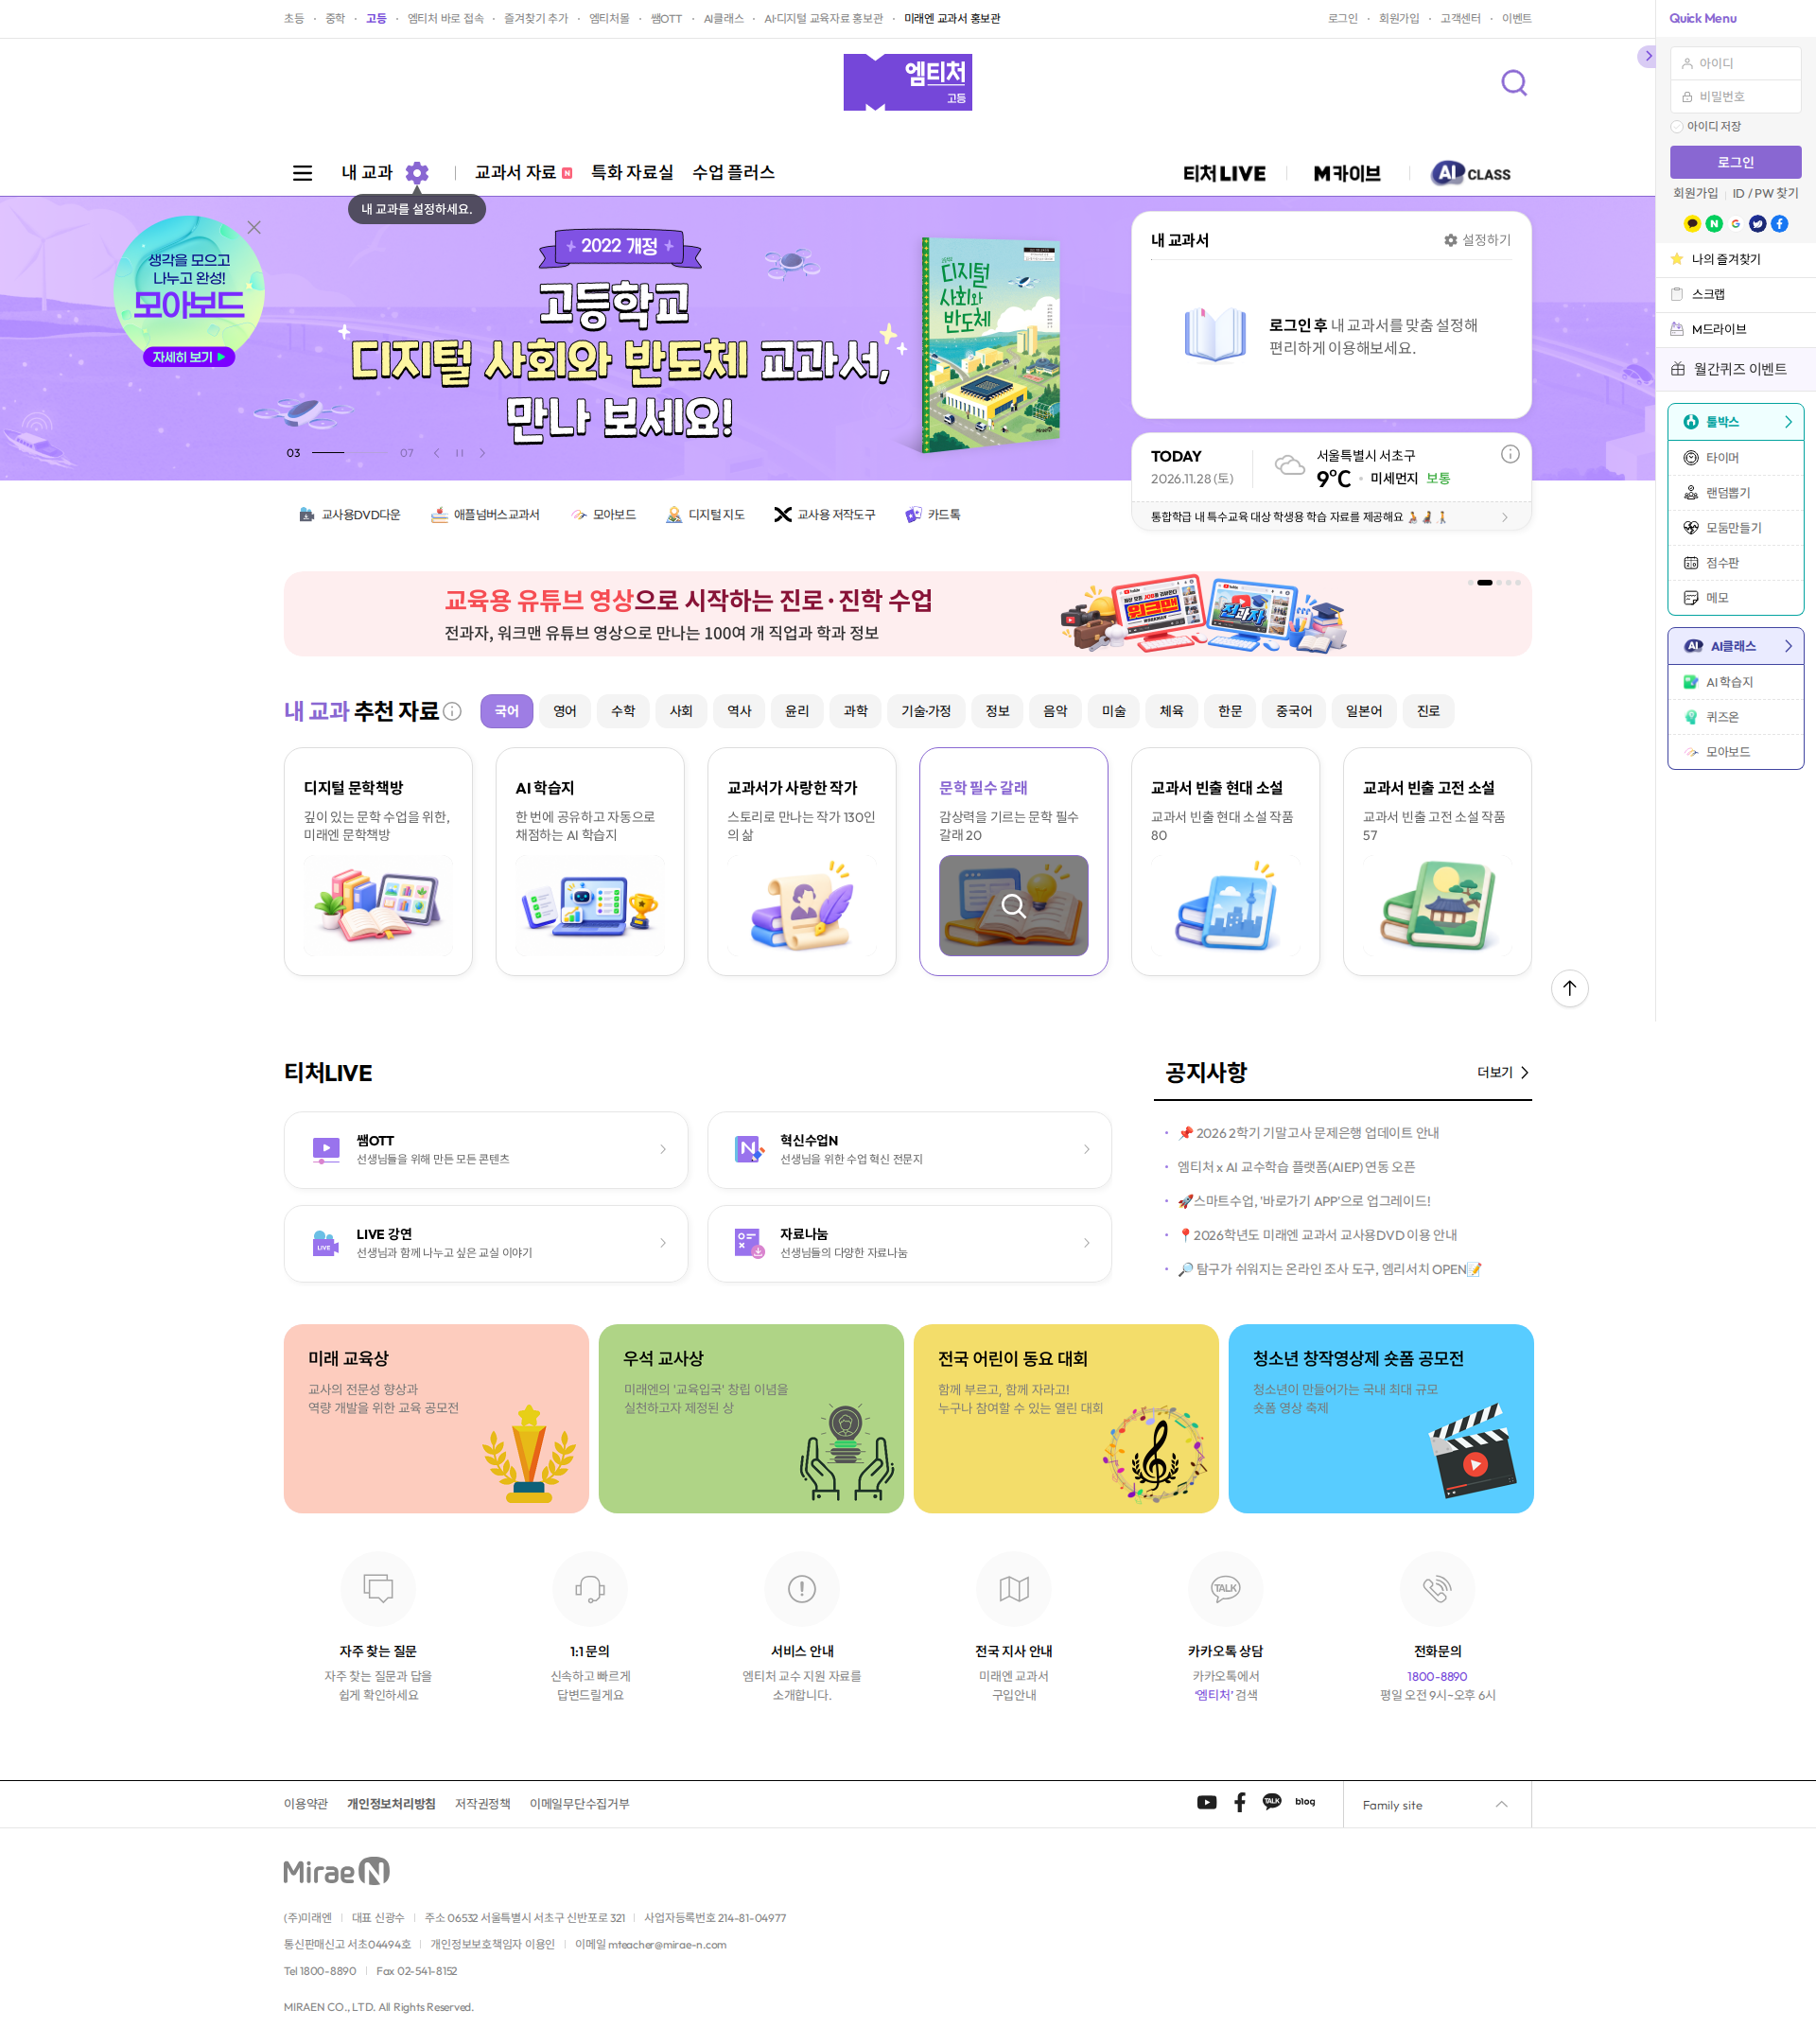 초등 · 중학 · 고등 · 엠티처 바로 접속 · 즐겨찾기 추가 · 엠티처몰 · 쌤OTT · AI클래스 · AI·디지털 교육자료 홍보관 · 미래엔 교과서 홍보관
로그인 · 회원가입 · 고객센터 · 이벤트
Quick Menu
엠티처
고등
내 교과
교과서 자료 N
특화 자료실
수업 플러스
티처LIVE
M카이브
AI CLASS
내 교과를 설정하세요.
생각을 모으고
나누고 완성!
모아보드
자세히 보기
2022 개정
고등학교
디지털 사회와 반도체 교과서,
만나 보세요!
디지털
사회와
반도체
03
07
내 교과서
설정하기
로그인 후 내 교과서를 맞춤 설정해
편리하게 이용해보세요.
TODAY
2026.11.28 (토)
서울특별시 서초구
9°C · 미세먼지 보통
통합학급 내 특수교육 대상 학생용 학습 자료를 제공해요
아이디
비밀번호
아이디 저장
로그인
회원가입
ID / PW 찾기
나의 즐겨찾기
스크랩
M드라이브
월간퀴즈 이벤트
툴박스
타이머
랜덤뽑기
모둠만들기
점수판
메모
AI클래스
AI 학습지
퀴즈온
모아보드
교사용DVD다운
애플넘버스교과서
모아보드
디지털 지도
교사용 저작도구
카드톡
교육용 유튜브 영상으로 시작하는 진로·진학 수업
전과자, 워크맨 유튜브 영상으로 만나는 100여 개 직업과 학과 정보
워크맨
전과자
내 교과 추천 자료
국어
영어
수학
사회
역사
윤리
과학
기술·가정
정보
음악
미술
체육
한문
중국어
일본어
진로
디지털 문학책방
깊이 있는 문학 수업을 위한,
미래엔 문학책방
AI 학습지
한 번에 공유하고 자동으로
채점하는 AI 학습지
교과서가 사랑한 작가
스토리로 만나는 작가 130인
의 삶
문학 필수 갈래
감상력을 기르는 문학 필수
갈래 20
교과서 빈출 현대 소설
교과서 빈출 현대 소설 작품
80
교과서 빈출 고전 소설
교과서 빈출 고전 소설 작품
57
티처LIVE
쌤OTT
선생님들을 위해 만든 모든 콘텐츠
혁신수업N
선생님을 위한 수업 혁신 전문지
LIVE
LIVE 강연
선생님과 함께 나누고 싶은 교실 이야기
자료나눔
선생님들의 다양한 자료나눔
공지사항
더보기
2026 2학기 기말고사 문제은행 업데이트 안내
엠티처 x AI 교수학습 플랫폼(AIEP) 연동 오픈
스마트수업, '바로가기 APP'으로 업그레이드!
2026학년도 미래엔 교과서 교사용DVD 이용 안내
탐구가 쉬워지는 온라인 조사 도구, 엠리서치 OPEN
미래 교육상
교사의 전문성 향상과
역량 개발을 위한 교육 공모전
우석 교사상
미래엔의 '교육입국' 창립 이념을
실천하고자 제정된 상
전국 어린이 동요 대회
함께 부르고, 함께 자라고!
누구나 참여할 수 있는 열린 대회
청소년 창작영상제 숏폼 공모전
청소년이 만들어가는 국내 최대 규모
숏폼 영상 축제
자주 찾는 질문
자주 찾는 질문과 답을
쉽게 확인하세요
1:1 문의
신속하고 빠르게
답변드릴게요
서비스 안내
엠티처 교수 지원 자료를
소개합니다.
전국 지사 안내
미래엔 교과서
구입안내
TALK
카카오톡 상담
카카오톡에서
'엠티처' 검색
전화문의
1800-8890
평일 오전 9시~오후 6시
이용약관
개인정보처리방침
저작권정책
이메일무단수집거부
TALK
blog
Family site
Mirae N
(주)미래엔 | 대표 신광수 | 주소 06532 서울특별시 서초구 신반포로 321 | 사업자등록번호 214-81-04977
통신판매신고 서초04494호 | 개인정보보호책임자 이용인 | 이메일 mteacher@mirae-n.com
Tel 1800-8890 | Fax 02-541-8152
MIRAEN CO., LTD. All Rights Reserved.